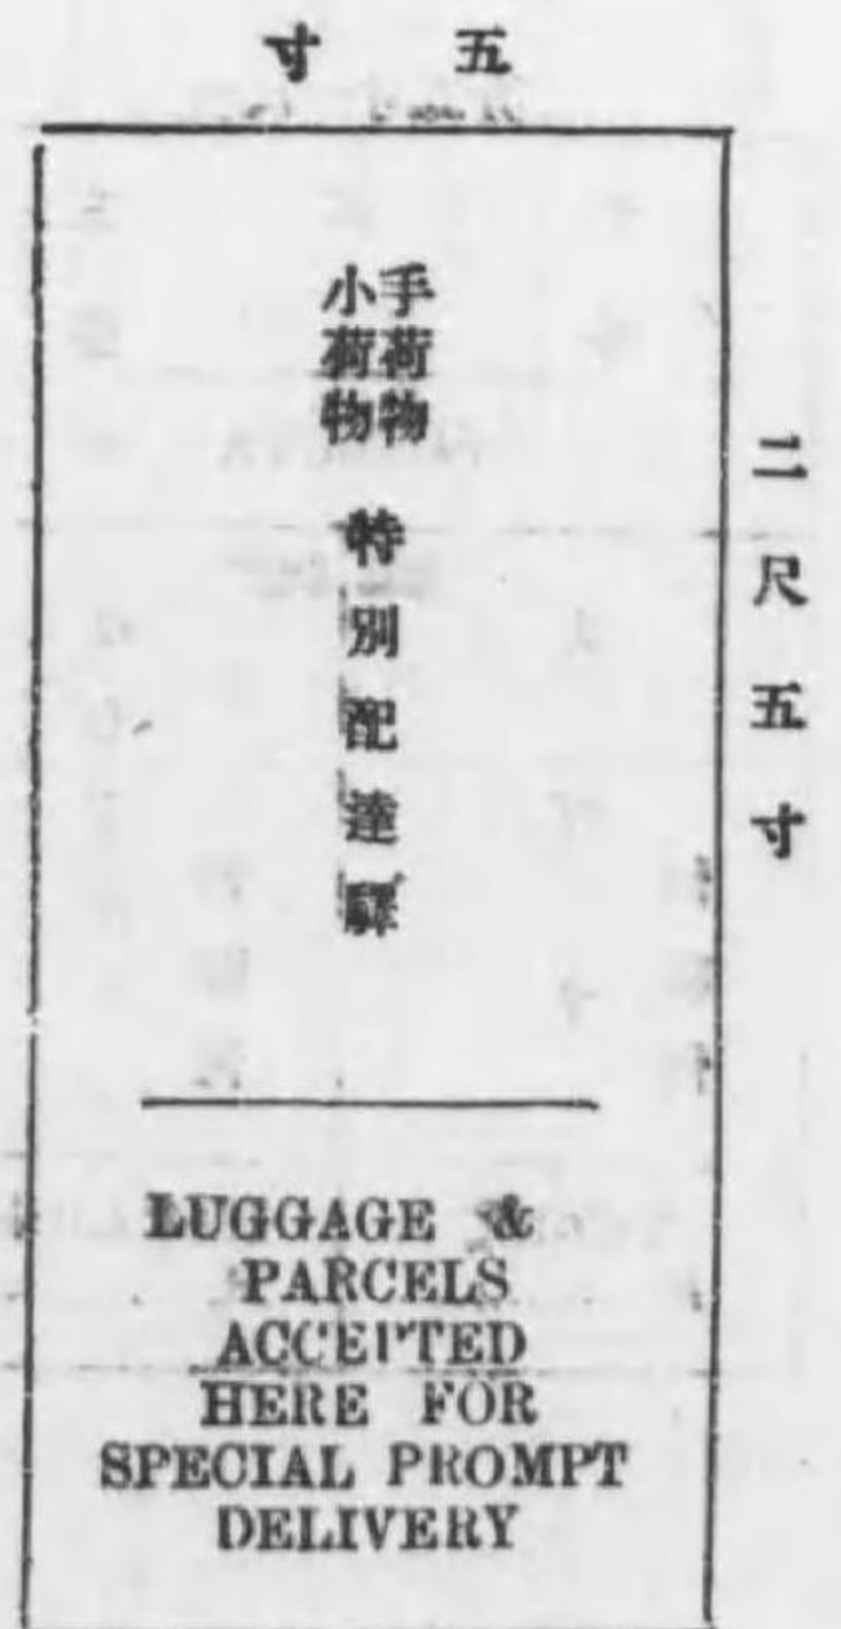 五寸
二尺五寸
手荷物
小荷物
特別配達驛
LUGGAGE &
PARCELS
ACCEPTED
HERE FOR
SPECIAL PROMPT
DELIVERY